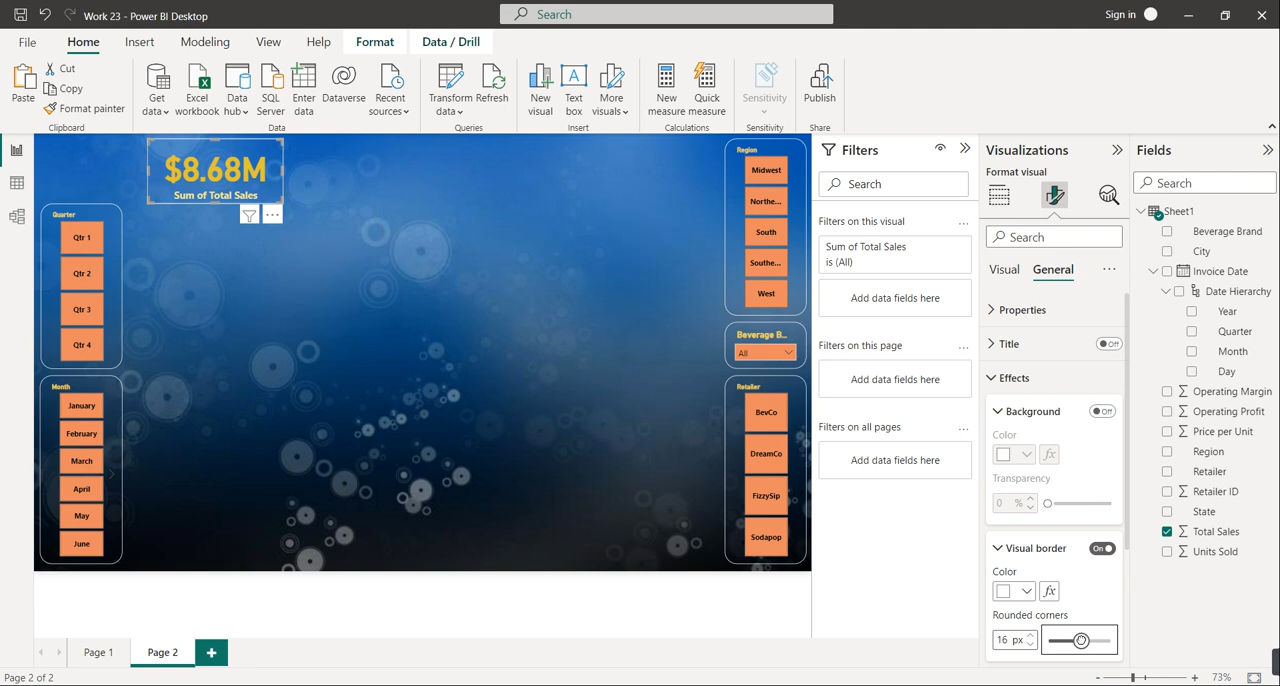 Work 23 - Power BI Desktop
Search
Sign in
File
Home
Insert
Modeling
View
Help
Format
Data / Drill
Paste
Cut
Copy
Format painter
Clipboard
Get data
Excel workbook
Data hub
SQL Server
Enter data
Dataverse
Recent sources
Data
Transform data
Refresh
Queries
New visual
Text box
More visuals
Insert
New measure
Quick measure
Calculations
Sensitivity
Sensitivity
Publish
Share
$8.68M
Sum of Total Sales
Quarter
Qtr 1
Qtr 2
Qtr 3
Qtr 4
Month
January
February
March
April
May
June
Region
Midwest
Northe...
South
Southe...
West
Beverage B...
All
Retailer
BevCo
DreamCo
FizzySip
Sodapop
Filters
Search
Filters on this visual
...
Sum of Total Sales
is (All)
Add data fields here
Filters on this page
...
Add data fields here
Filters on all pages
...
Add data fields here
Visualizations
Format visual
Search
Visual
General
...
Properties
Title
Off
Effects
Background
Off
Color
fx
Transparency
0 %
Visual border
On
Color
fx
Rounded corners
16 px
Fields
Search
Sheet1
Beverage Brand
City
Invoice Date
Date Hierarchy
Year
Quarter
Month
Day
Operating Margin
Operating Profit
Price per Unit
Region
Retailer
Retailer ID
State
Total Sales
Units Sold
Page 1
Page 2
Page 2 of 2
- + 73%